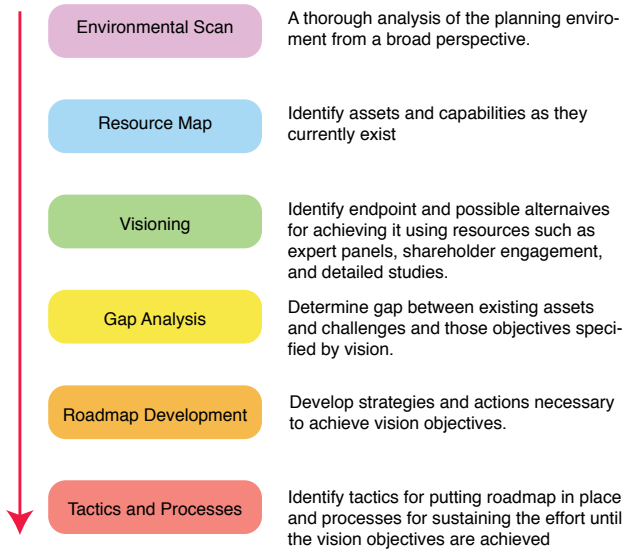 Environmental Scan
A thorough analysis of the planning enviro-
ment from a broad perspective.
Resource Map
Identify assets and capabilities as they
currently exist
Visioning
Identify endpoint and possible alternaives
for achieving it using resources such as
expert panels, shareholder engagement,
and detailed studies.
Gap Analysis
Determine gap between existing assets
and challenges and those objectives speci-
fied by vision.
Roadmap Development
Develop strategies and actions necessary
to achieve vision objectives.
Tactics and Processes
Identify tactics for putting roadmap in place
and processes for sustaining the effort until
the vision objectives are achieved